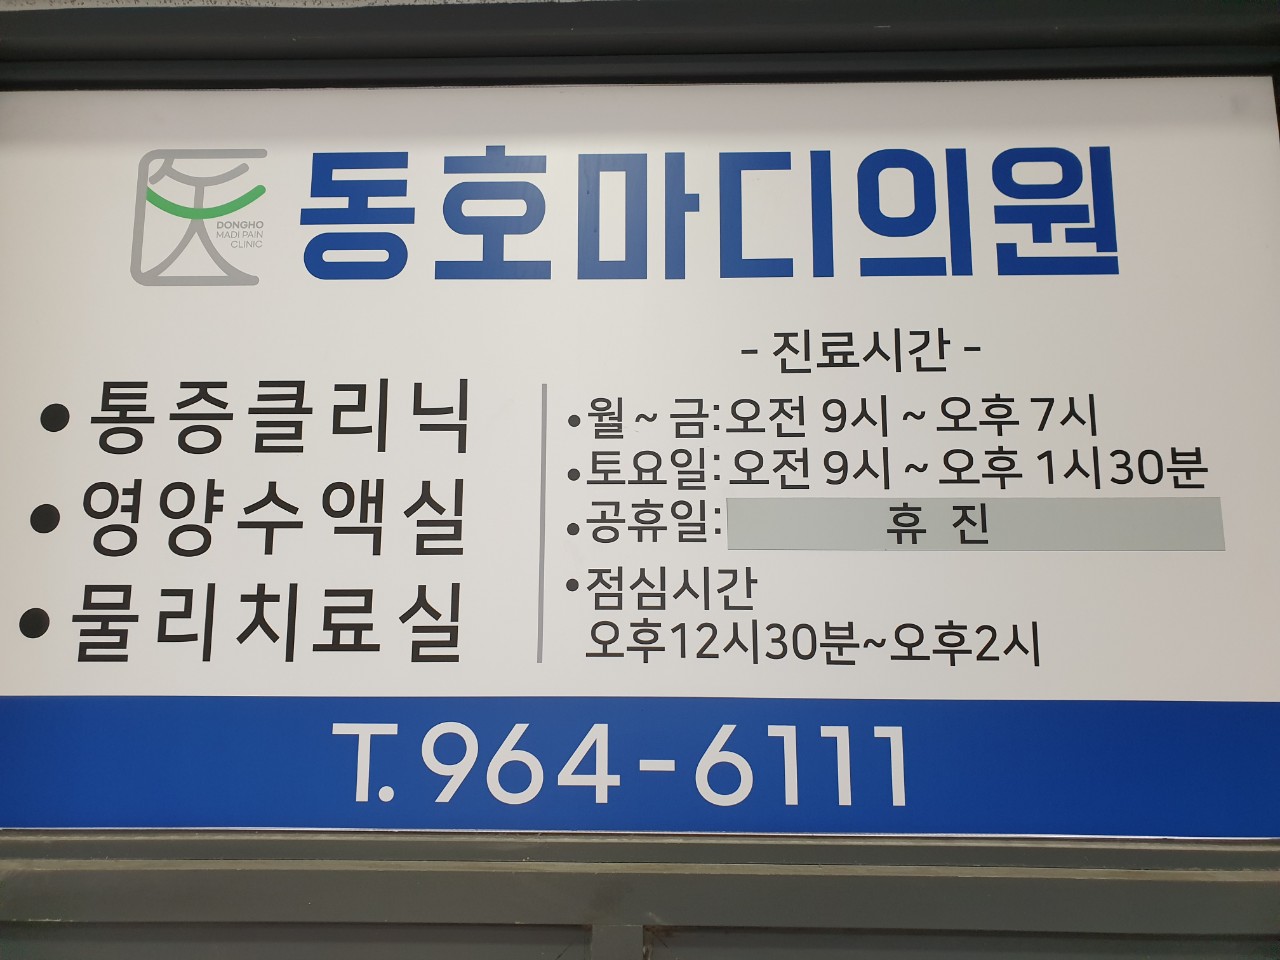 DONGHO
MADI PAIN
CLINIC
동호마디의원
• 통증클리닉
• 영양수액실
• 물리치료실
- 진료시간 -
•월~금:오전 9시~오후 7시
•토요일:오전 9시~오후 1시30분
•공휴일: 휴진
•점심시간
오후12시30분~오후2시
T.964-6111